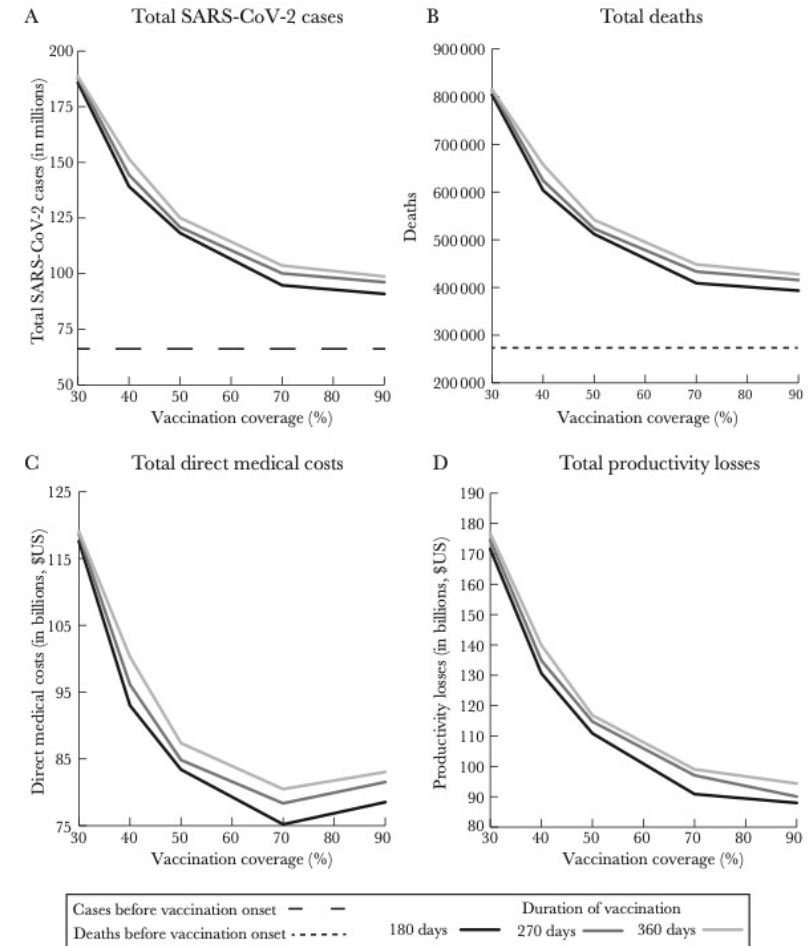 A Total SARS-CoV-2 cases
Total SARS-CoV-2 cases (in millions)
200
175
150
125
100
75
50
30 40 50 60 70 80 90
Vaccination coverage (%)
B Total deaths
Deaths
900 000
800 000
700 000
600 000
500 000
400 000
300 000
200 000
30 40 50 60 70 80 90
Vaccination coverage (%)
C Total direct medical costs
Direct medical costs (in billions, $US)
125
115
105
95
85
75
30 40 50 60 70 80 90
Vaccination coverage (%)
D Total productivity losses
Productivity losses (in billions, $US)
190
180
170
160
150
140
130
120
110
100
90
80
30 40 50 60 70 80 90
Vaccination coverage (%)
Cases before vaccination onset
Deaths before vaccination onset
Duration of vaccination
180 days 270 days 360 days